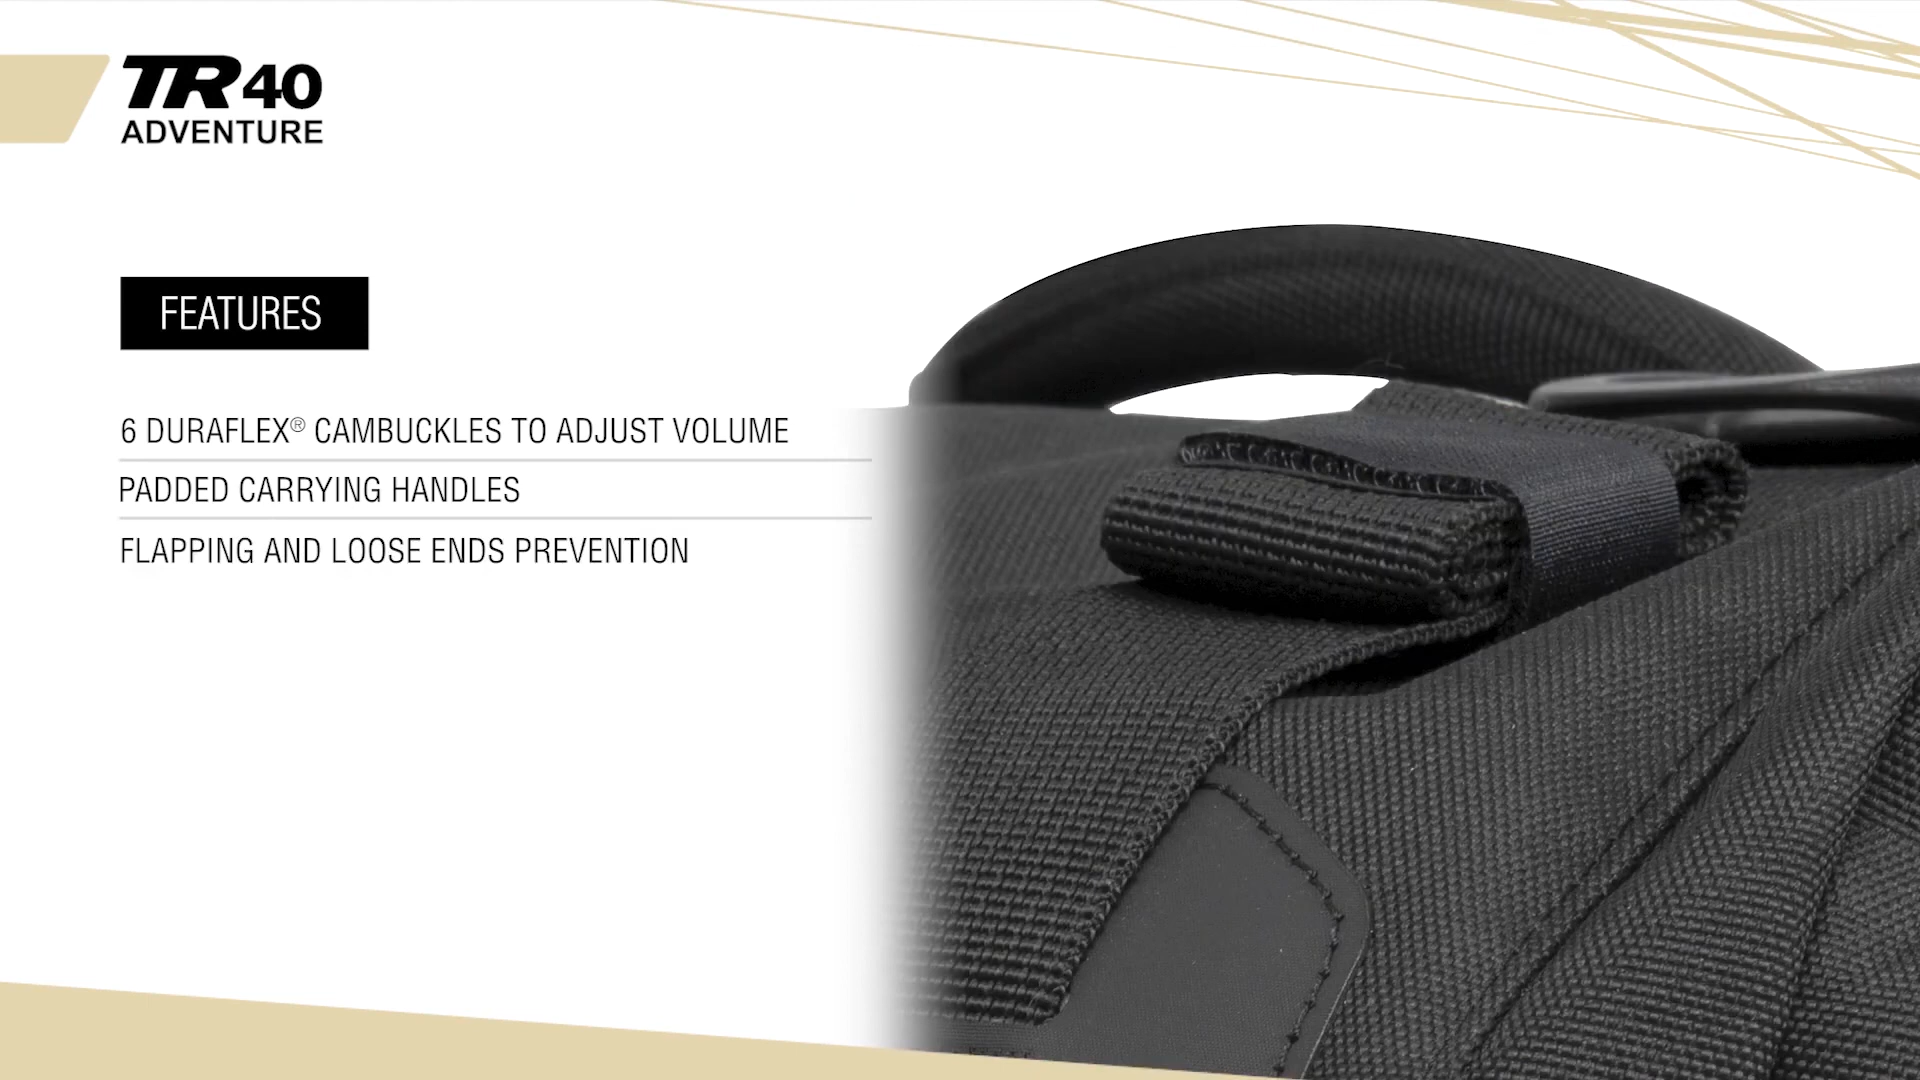 TR40
ADVENTURE
FEATURES
6 DURAFLEX® CAMBUCKLES TO ADJUST VOLUME
PADDED CARRYING HANDLES
FLAPPING AND LOOSE ENDS PREVENTION